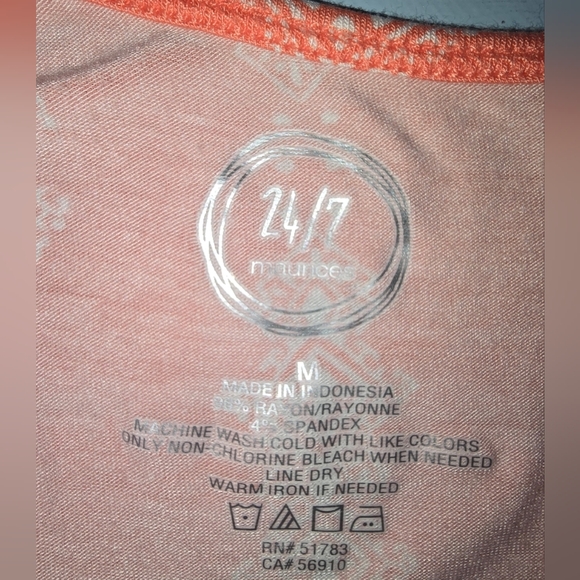 24/7
maurices
M
MADE IN INDONESIA
96% RAYON/RAYONNE
4% SPANDEX
MACHINE WASH COLD WITH LIKE COLORS
ONLY NON-CHLORINE BLEACH WHEN NEEDED
LINE DRY
WARM IRON IF NEEDED
RN# 51783
CA# 56910